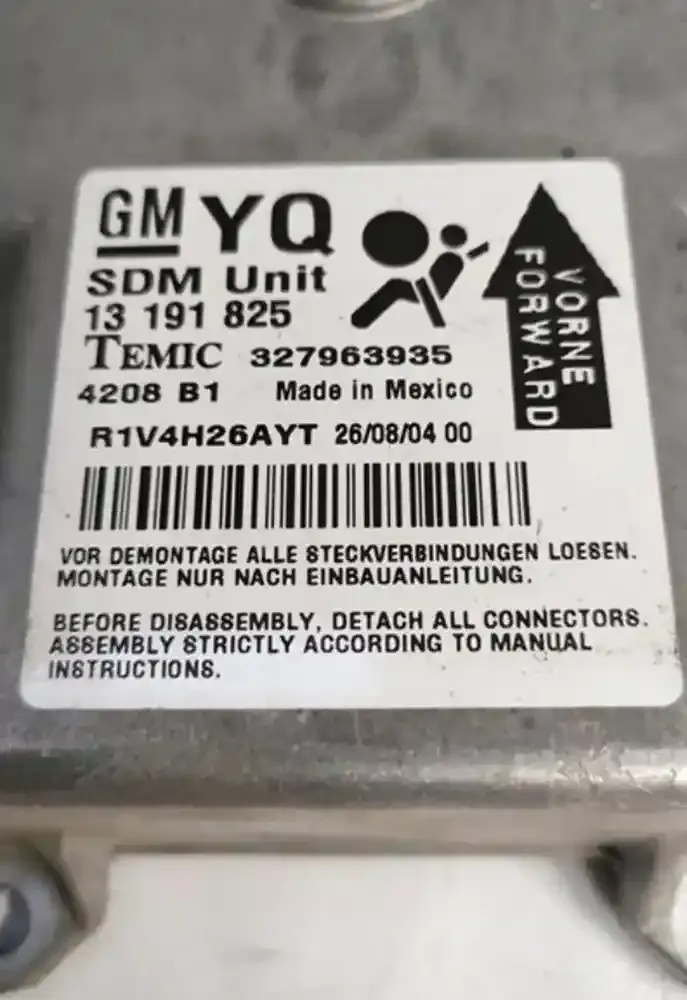 GM YQ
SDM Unit
13 191 825
TEMIC 327963935
4208 B1 Made in Mexico
R1V4H26AYT 26/08/04 00
VORNE
FORWARD
VOR DEMONTAGE ALLE STECKVERBINDUNGEN LOESEN.
MONTAGE NUR NACH EINBAUANLEITUNG.
BEFORE DISASSEMBLY, DETACH ALL CONNECTORS.
ASSEMBLY STRICTLY ACCORDING TO MANUAL
INSTRUCTIONS.